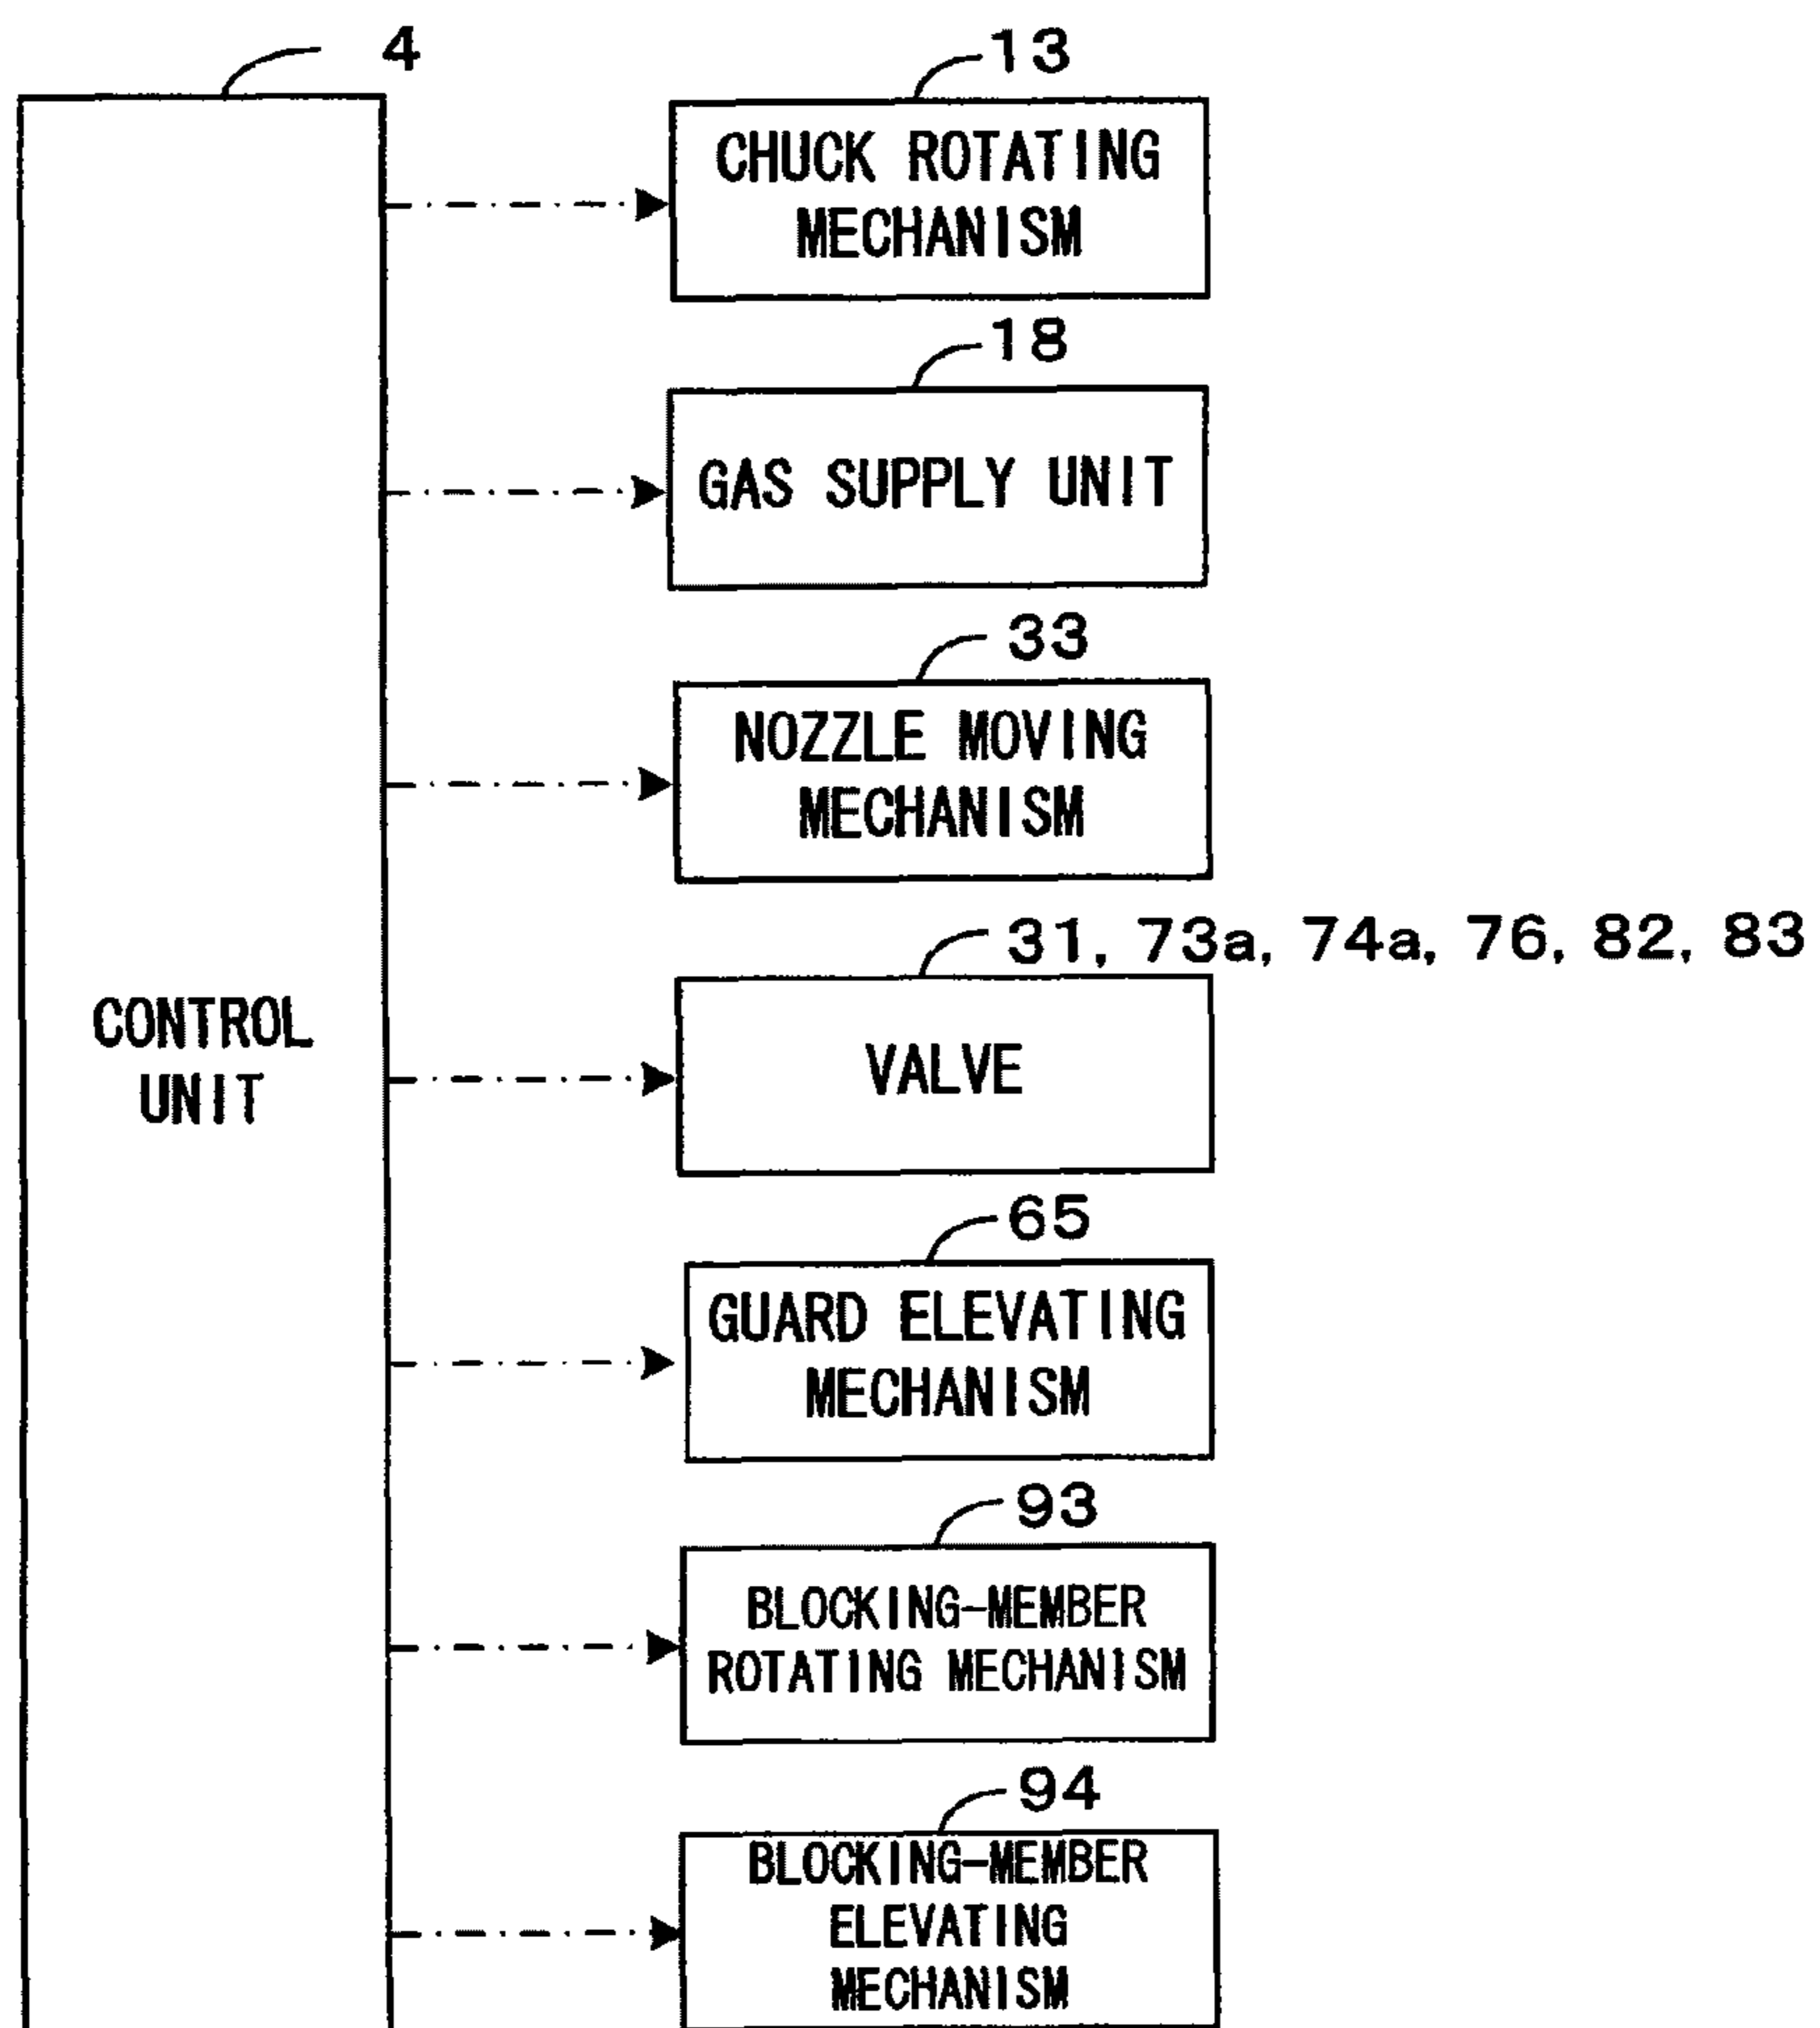 4
CONTROL
UNIT
13
CHUCK ROTATING
MECHANISM
18
GAS SUPPLY UNIT
33
NOZZLE MOVING
MECHANISM
31, 73a, 74a, 76, 82, 83
VALVE
65
GUARD ELEVATING
MECHANISM
93
BLOCKING-MEMBER
ROTATING MECHANISM
94
BLOCKING-MEMBER
ELEVATING
MECHANISM